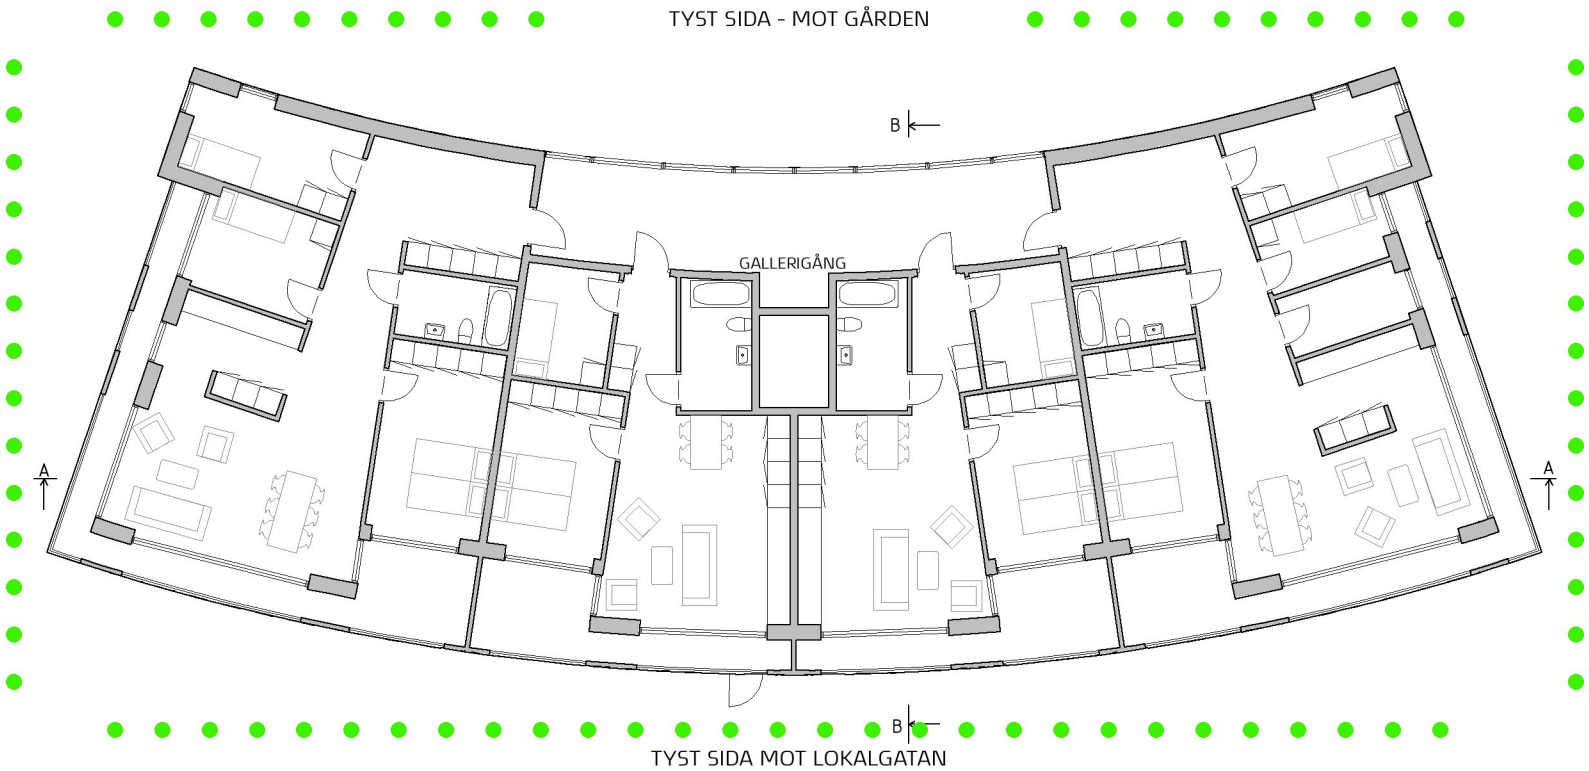 TYST SIDA - MOT GÅRDEN
B
GALLERIGÅNG
A
A
B
TYST SIDA MOT LOKALGATAN